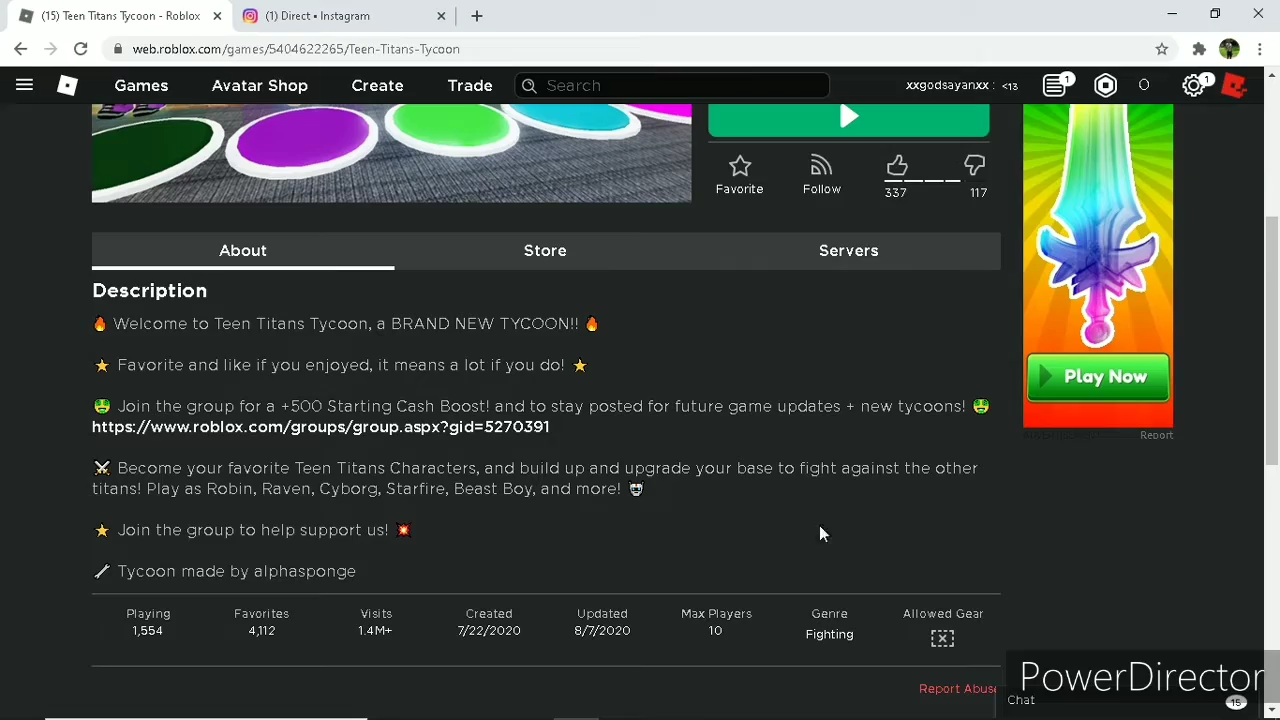 (15) Teen Titans Tycoon - Roblox
(1) Direct • Instagram
web.roblox.com/games/5404622265/Teen-Titans-Tycoon
Games
Avatar Shop
Create
Trade
Search
xxgodsayanxx : <13
1
0
1
Favorite
Follow
337
117
About
Store
Servers
Description
🔥 Welcome to Teen Titans Tycoon, a BRAND NEW TYCOON!! 🔥
⭐ Favorite and like if you enjoyed, it means a lot if you do! ⭐
🤑 Join the group for a +500 Starting Cash Boost! and to stay posted for future game updates + new tycoons! 🤑
https://www.roblox.com/groups/group.aspx?gid=5270391
⚔ Become your favorite Teen Titans Characters, and build up and upgrade your base to fight against the other
titans! Play as Robin, Raven, Cyborg, Starfire, Beast Boy, and more!
⭐ Join the group to help support us! 💥
🔧 Tycoon made by alphasponge
Playing
Favorites
Visits
Created
Updated
Max Players
Genre
Allowed Gear
1,554
4,112
1.4M+
7/22/2020
8/7/2020
10
Fighting
Play Now
Report
Report Abuse
PowerDirector
Chat
15